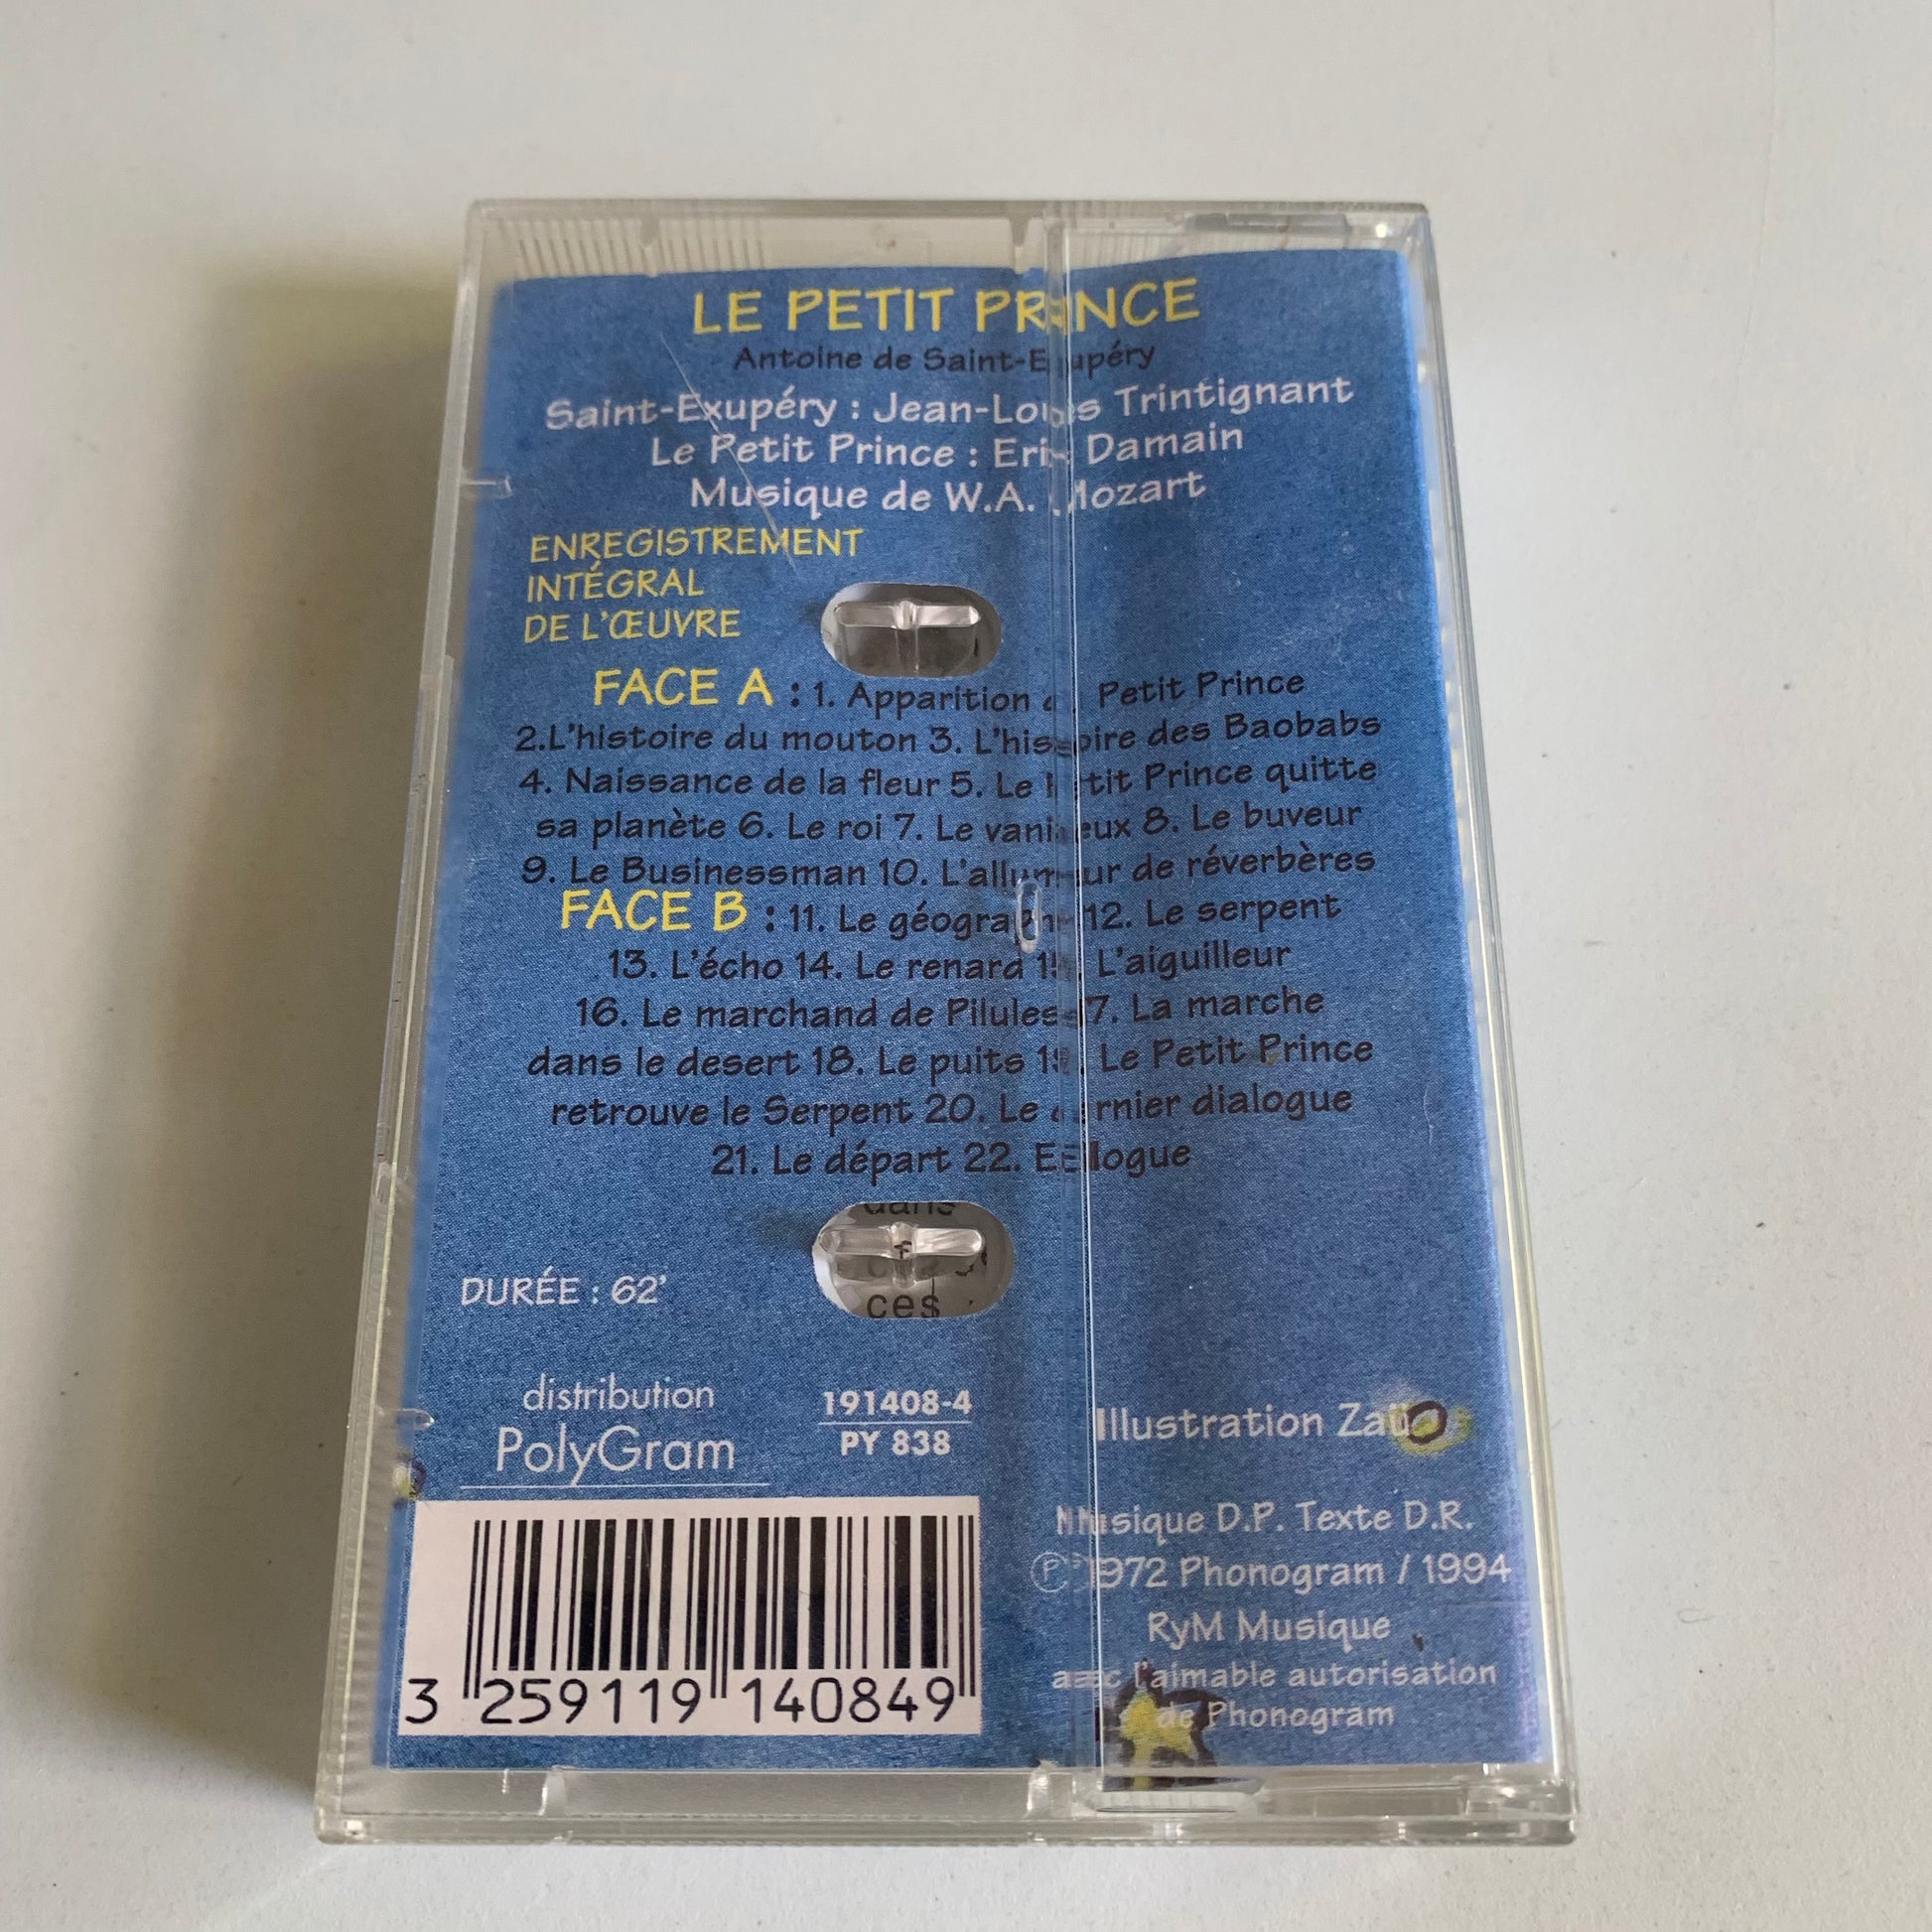 LE PETIT PRINCE
Antoine de Saint-Exupéry
Saint-Exupéry : Jean-Louis Trintignant
Le Petit Prince : Eric Damain
Musique de W.A. Mozart
ENREGISTREMENT
INTÉGRAL
DE L'ŒUVRE
FACE A : 1. Apparition du Petit Prince
2.L'histoire du mouton 3. L'histoire des Baobabs
4. Naissance de la fleur 5. Le Petit Prince quitte
sa planète 6. Le roi 7. Le vaniteux 8. Le buveur
9. Le Businessman 10. L'allumeur de réverbères
FACE B : 11. Le géographe 12. Le serpent
13. L'écho 14. Le renard 15. L'aiguilleur
16. Le marchand de Pilules 17. La marche
dans le desert 18. Le puits 19. Le Petit Prince
retrouve le Serpent 20. Le dernier dialogue
21. Le départ 22. Epilogue
dans
ces
DURÉE : 62'
distribution
PolyGram
191408-4
PY 838
Illustration Zaü
Musique D.P. Texte D.R.
Ⓟ 1972 Phonogram / 1994
RyM Musique
avec l'aimable autorisation
de Phonogram
3 259119 140849